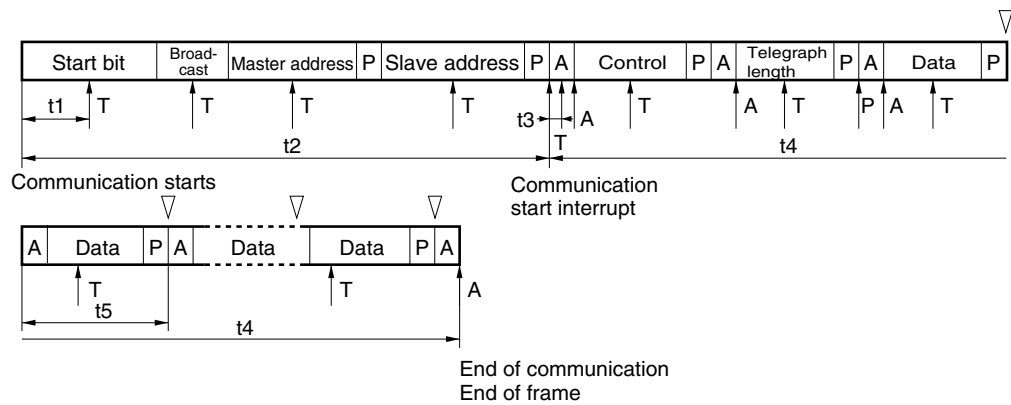 Start bit Broad-cast Master address P Slave address P A Control P A Telegraph length P A Data P
t1 T T T T t3 T A T A T P A T
t2 t4
Communication starts
Communication start interrupt
A Data P A Data Data P A
T T A
t5
t4
End of communication
End of frame